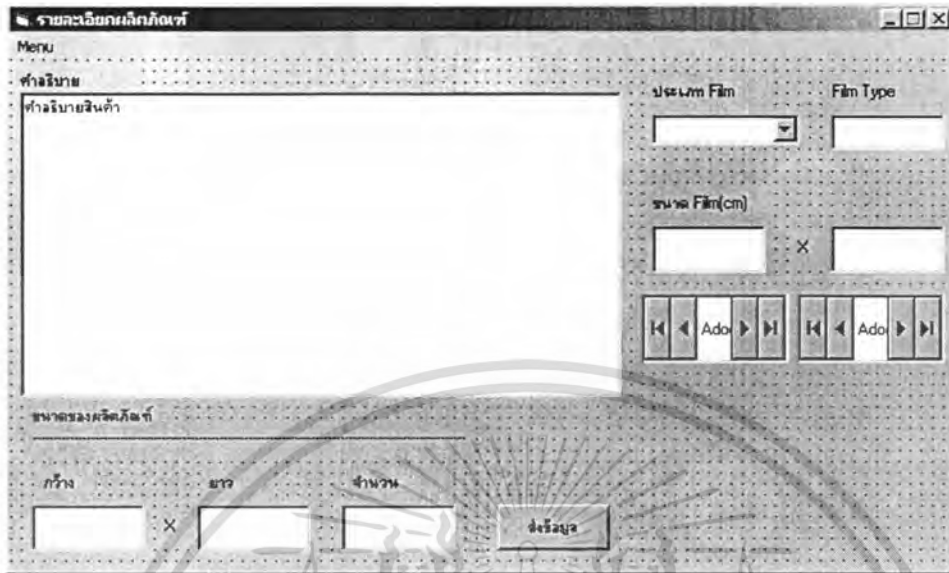 รายละเอียดผลิตภัณฑ์
Menu
คำอธิบาย
คำอธิบายสินค้า
ประเภท Film
Film Type
ขนาด Film(cm)
×
Ado
Ado
ขนาดของผลิตภัณฑ์
กว้าง
ยาว
จำนวน
×
ส่งข้อมูล